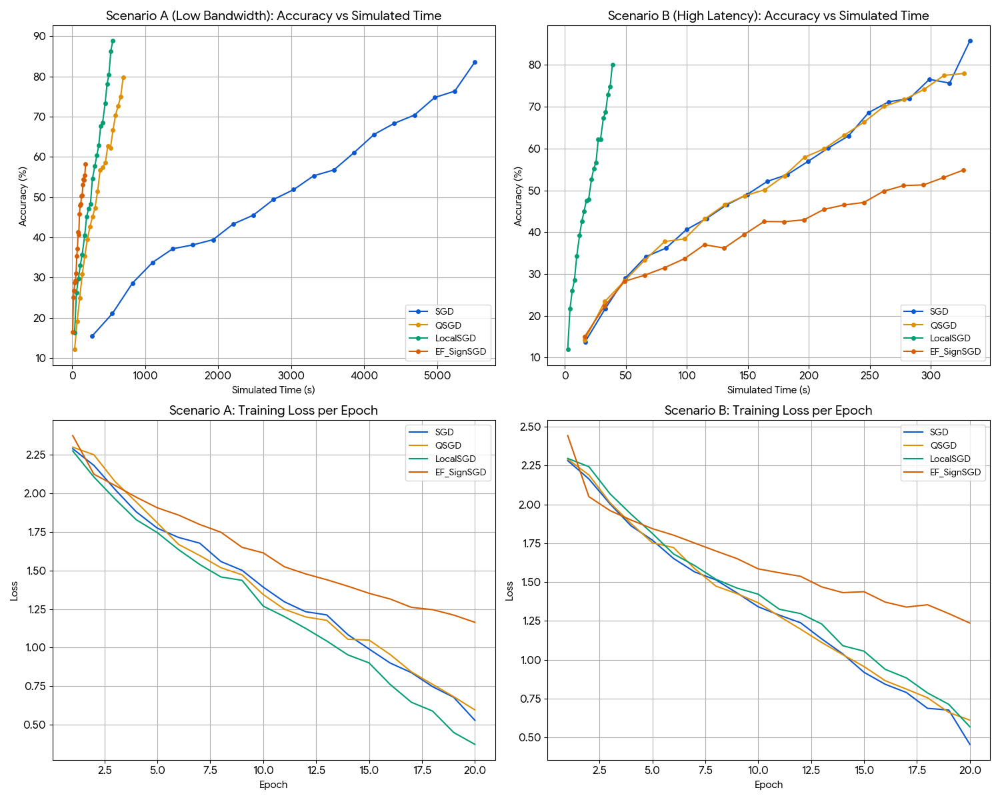 Scenario A (Low Bandwidth): Accuracy vs Simulated Time
90
80
70
60
50
40
30
20
10
Accuracy (%)
0
1000
2000
3000
4000
5000
Simulated Time (s)
SGD
QSGD
LocalSGD
EF_SignSGD
Scenario B (High Latency): Accuracy vs Simulated Time
80
70
60
50
40
30
20
10
Accuracy (%)
0
50
100
150
200
250
300
Simulated Time (s)
SGD
QSGD
LocalSGD
EF_SignSGD
Scenario A: Training Loss per Epoch
2.25
2.00
1.75
1.50
1.25
1.00
0.75
0.50
Loss
2.5
5.0
7.5
10.0
12.5
15.0
17.5
20.0
Epoch
SGD
QSGD
LocalSGD
EF_SignSGD
Scenario B: Training Loss per Epoch
2.50
2.25
2.00
1.75
1.50
1.25
1.00
0.75
0.50
Loss
2.5
5.0
7.5
10.0
12.5
15.0
17.5
20.0
Epoch
SGD
QSGD
LocalSGD
EF_SignSGD